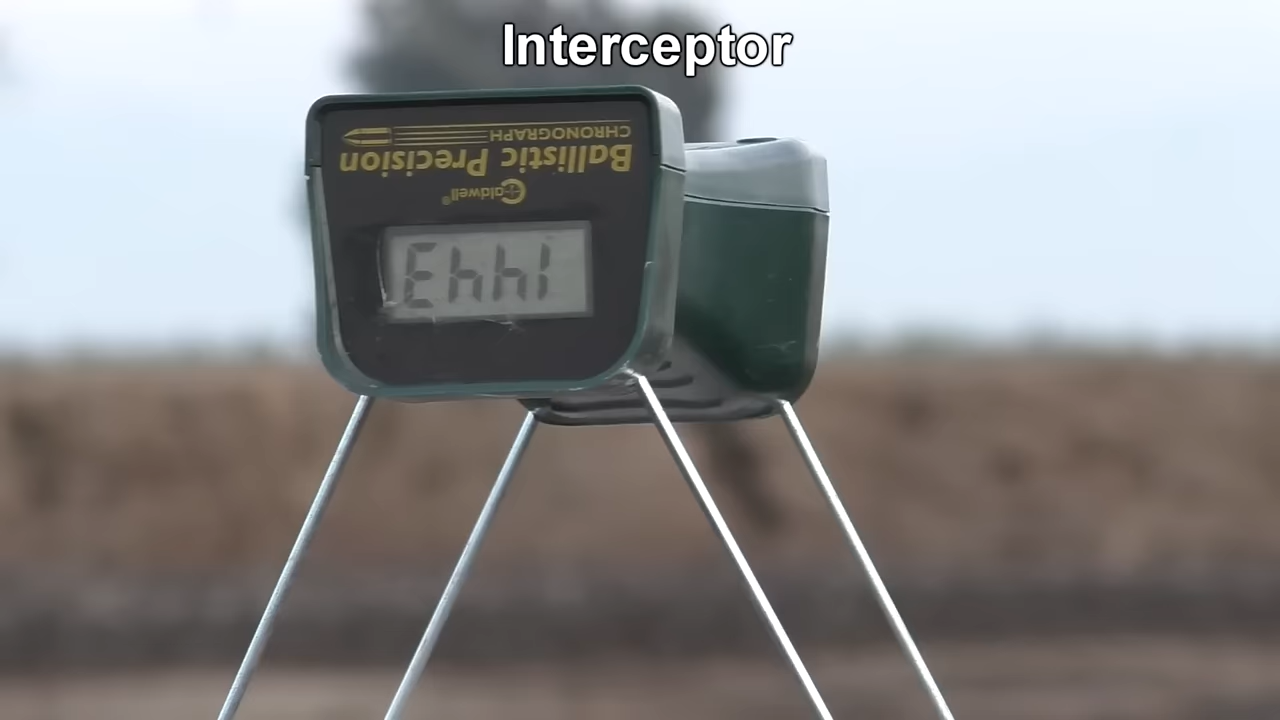 Interceptor
1443
Caldwell®
Ballistic Precision
CHRONOGRAPH